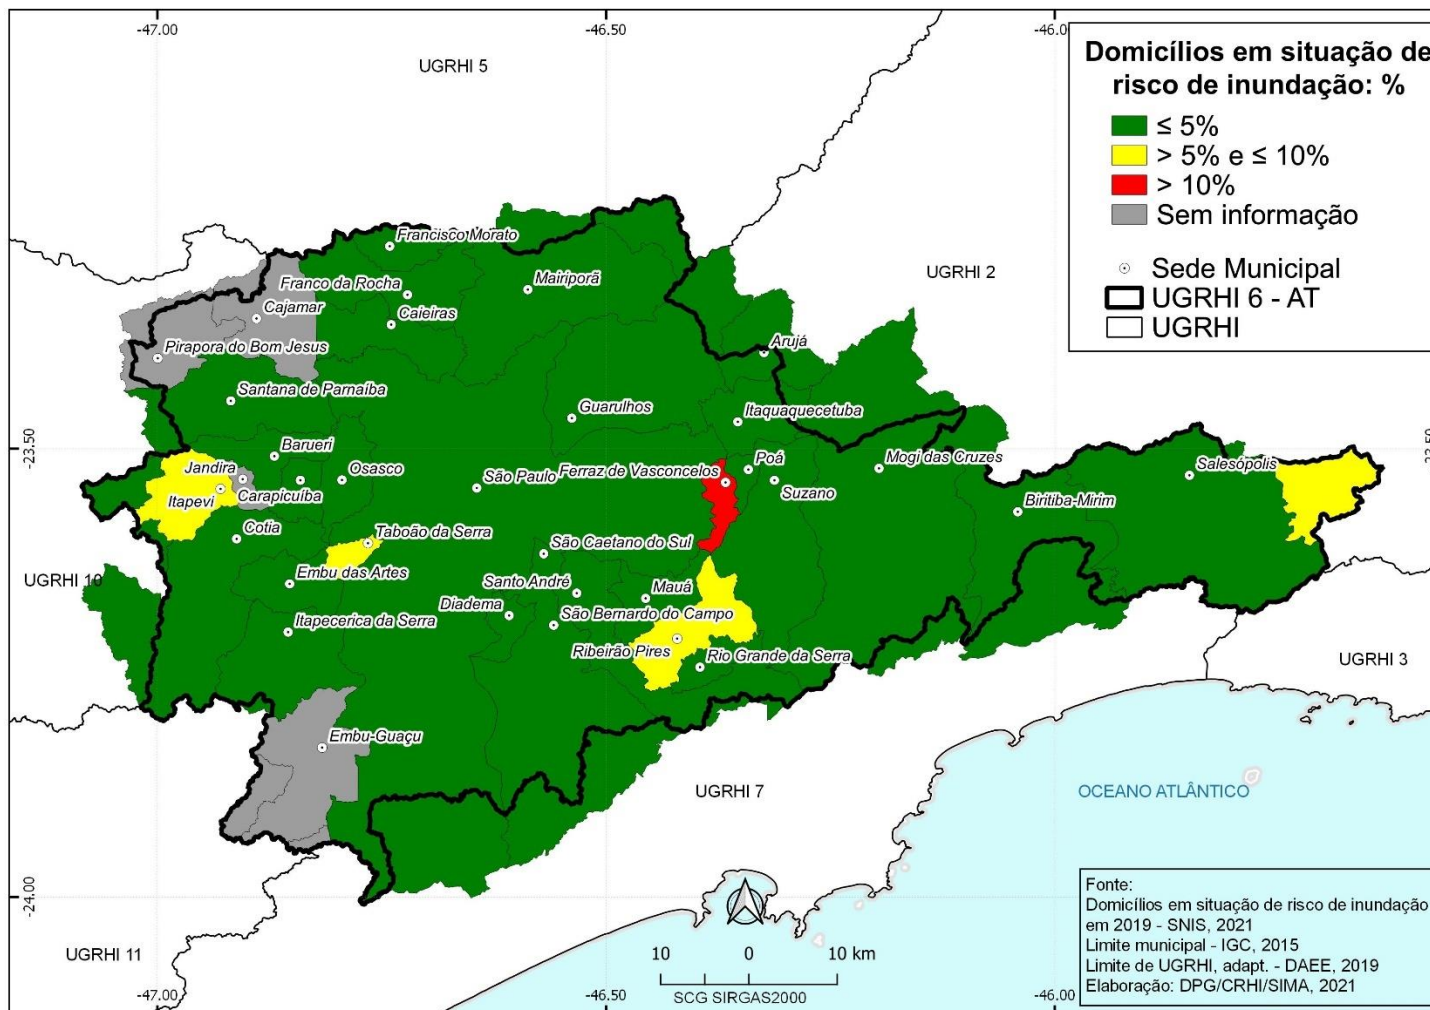 -47.00
-46.50
-46.00
Domicílios em situação de
risco de inundação: %
≤ 5%
> 5% e ≤ 10%
> 10%
Sem informação
Sede Municipal
UGRHI 6 - AT
UGRHI
UGRHI 5
UGRHI 2
Francisco Morato
Franco da Rocha
Mairiporã
Cajamar
Caieiras
Arujá
Pirapora do Bom Jesus
Santana de Parnaíba
Guarulhos
Itaquaquecetuba
-23.50
Barueri
Jandira
Osasco
São Paulo
Ferraz de Vasconcelos
Poá
Mogi das Cruzes
Salesópolis
Itapevi
Carapicuíba
Suzano
Biritiba-Mirim
Cotia
Taboão da Serra
São Caetano do Sul
UGRHI 10
Embu das Artes
Santo André
Mauá
Diadema
São Bernardo do Campo
Itapecerica da Serra
Ribeirão Pires
Rio Grande da Serra
UGRHI 3
Embu-Guaçu
UGRHI 7
OCEANO ATLÂNTICO
-24.00
UGRHI 11
10 0 10 km
SCG SIRGAS2000
Fonte:
Domicílios em situação de risco de inundação
em 2019 - SNIS, 2021
Limite municipal - IGC, 2015
Limite de UGRHI, adapt. - DAEE, 2019
Elaboração: DPG/CRHI/SIMA, 2021
-47.00
-46.50
-46.00